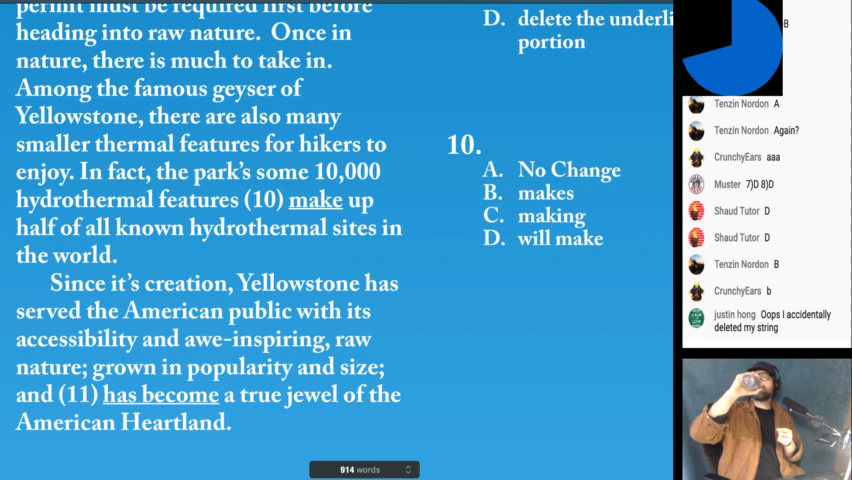 permit must be required first before
heading into raw nature.  Once in
nature, there is much to take in.
Among the famous geyser of
Yellowstone, there are also many
smaller thermal features for hikers to
enjoy. In fact, the park's some 10,000
hydrothermal features (10) make up
half of all known hydrothermal sites in
the world.
Since it's creation, Yellowstone has
served the American public with its
accessibility and awe-inspiring, raw
nature; grown in popularity and size;
and (11) has become a true jewel of the
American Heartland.
914 words
D. delete the underli
portion
10.
A. No Change
B. makes
C. making
D. will make
B
Tenzin Nordon A
Tenzin Nordon Again?
CrunchyEars aaa
Muster 7)D 8)D
Shaud Tutor D
Shaud Tutor D
Tenzin Nordon B
CrunchyEars b
justin hong Oops I accidentally
deleted my string